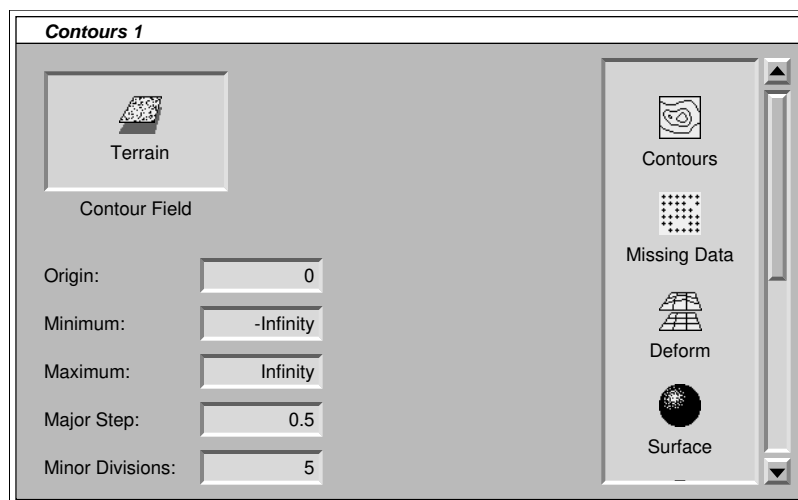 Contours 1
Terrain
Contour Field
Origin: 0
Minimum: -Infinity
Maximum: Infinity
Major Step: 0.5
Minor Divisions: 5
Contours
Missing Data
Deform
Surface